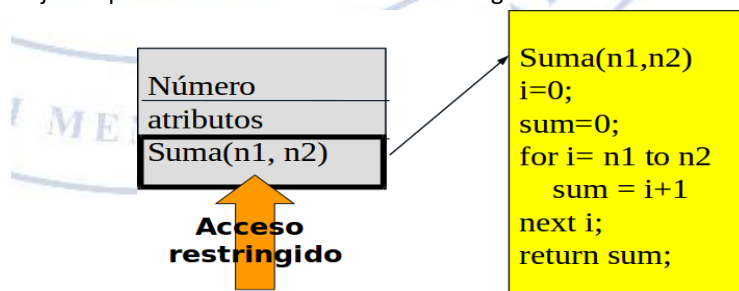 Número
atributos
Suma(n1, n2)
Acceso
restringido
Suma(n1,n2)
i=0;
sum=0;
for i= n1 to n2
sum = i+1
next i;
return sum;